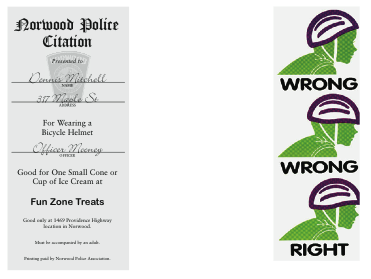 Norwood Police
Citation
Presented to:
Dennis Mitchell
NAME
317 Maple St
ADDRESS
For Wearing a
Bicycle Helmet
Officer Meeney
OFFICER
Good for One Small Cone or
Cup of Ice Cream at
Fun Zone Treats
Good only at 1469 Providence Highway
location in Norwood.
Must be accompanied by an adult.
Printing paid by Norwood Police Association.
WRONG
WRONG
RIGHT